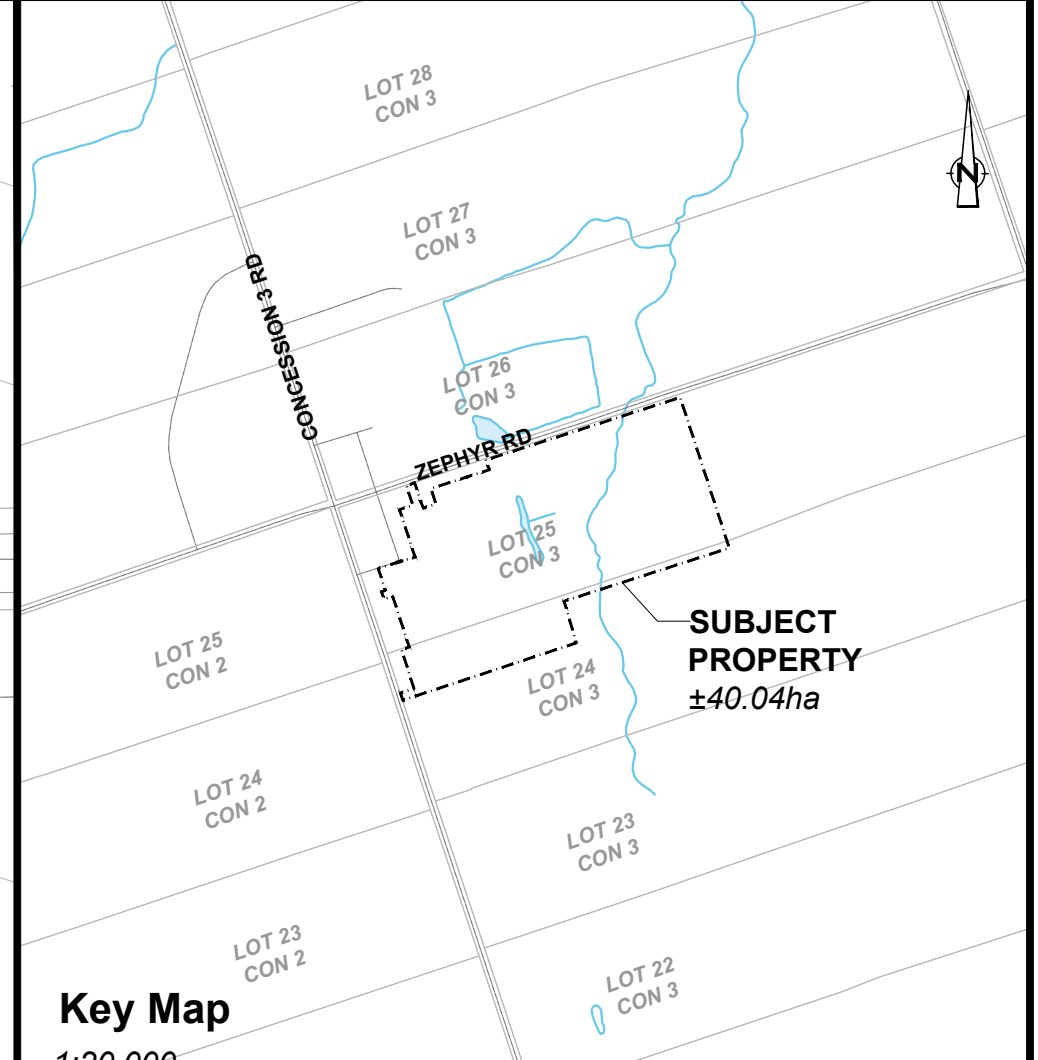 LOT 28
CON 3
N
LOT 27
CON 3
CONCESSION 3 RD
LOT 26
CON 3
ZEPHYR RD
LOT 25
CON 3
SUBJECT
PROPERTY
±40.04ha
LOT 25
CON 2
LOT 24
CON 3
LOT 24
CON 2
LOT 23
CON 3
LOT 23
CON 2
LOT 22
CON 3
Key Map